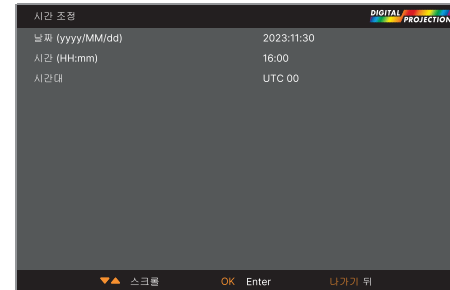 시간 조정
DIGITAL PROJECTION
날짜 (yyyy/MM/dd) 2023:11:30
시간 (HH:mm) 16:00
시간대 UTC 00
▼▲ 스크롤 OK Enter 나가기 뒤